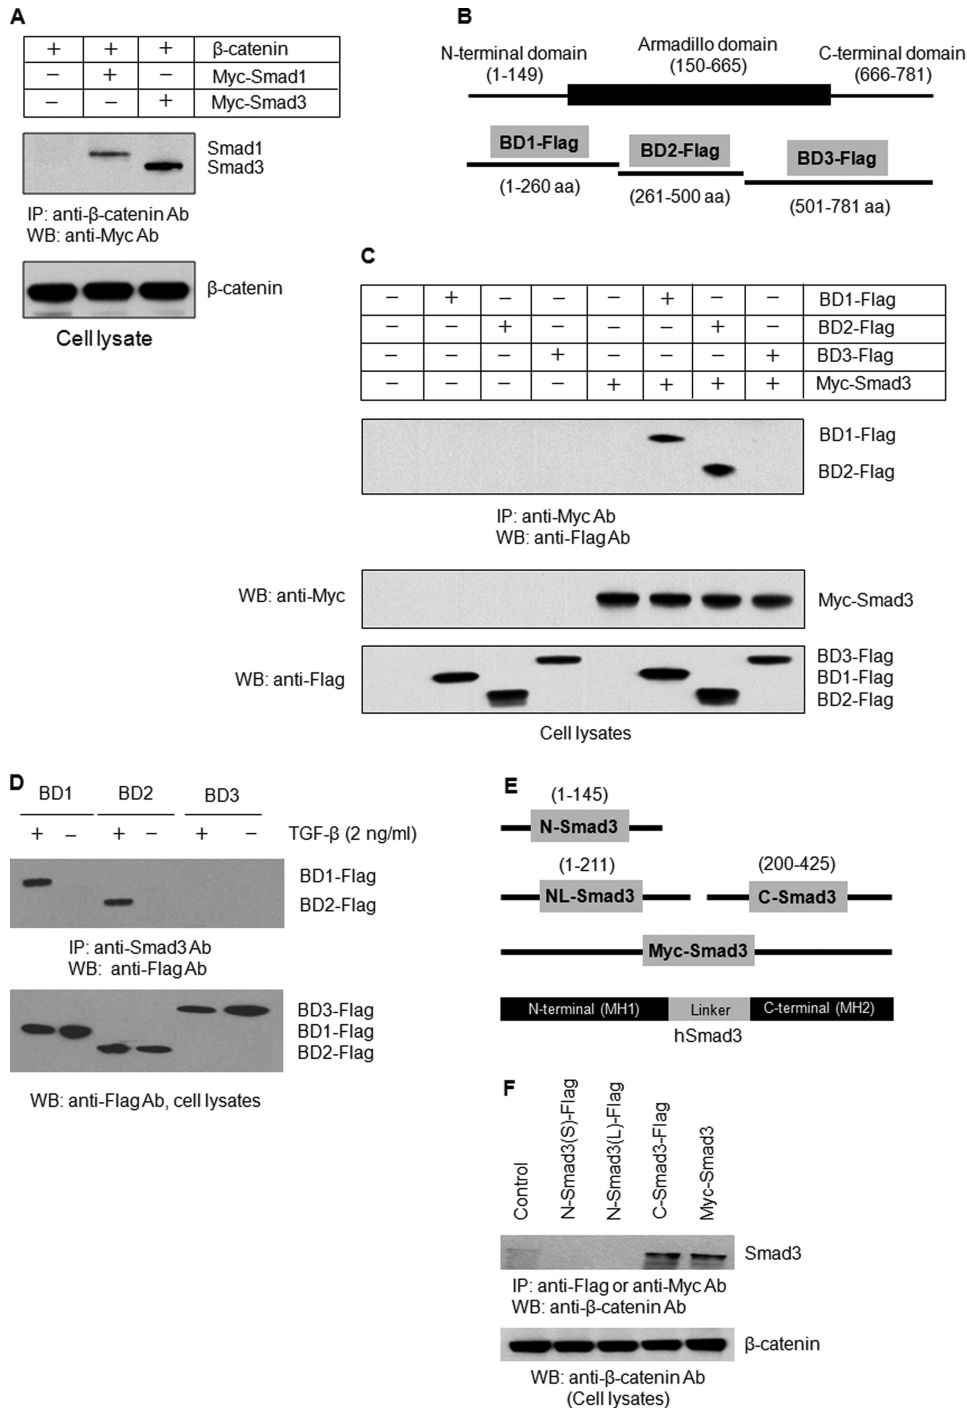 A
+ + + β-catenin
− + − Myc-Smad1
− − + Myc-Smad3
Smad1
Smad3
IP: anti-β-catenin Ab
WB: anti-Myc Ab
β-catenin
Cell lysate
B
N-terminal domain
(1-149)
Armadillo domain
(150-665)
C-terminal domain
(666-781)
BD1-Flag
BD2-Flag
BD3-Flag
(1-260 aa)
(261-500 aa)
(501-781 aa)
C
− + − − − + − − BD1-Flag
− − + − − − + − BD2-Flag
− − − + − − − + BD3-Flag
− − − − + + + + Myc-Smad3
BD1-Flag
BD2-Flag
IP: anti-Myc Ab
WB: anti-Flag Ab
WB: anti-Myc
Myc-Smad3
WB: anti-Flag
BD3-Flag
BD1-Flag
BD2-Flag
Cell lysates
D
BD1 BD2 BD3
+ − + − + − TGF-β (2 ng/ml)
BD1-Flag
BD2-Flag
IP: anti-Smad3 Ab
WB: anti-Flag Ab
BD3-Flag
BD1-Flag
BD2-Flag
WB: anti-Flag Ab, cell lysates
E
(1-145)
N-Smad3
(1-211)
NL-Smad3
(200-425)
C-Smad3
Myc-Smad3
N-terminal (MH1) Linker C-terminal (MH2)
hSmad3
F
Control
N-Smad3(S)-Flag
N-Smad3(L)-Flag
C-Smad3-Flag
Myc-Smad3
Smad3
IP: anti-Flag or anti-Myc Ab
WB: anti-β-catenin Ab
β-catenin
WB: anti-β-catenin Ab
(Cell lysates)